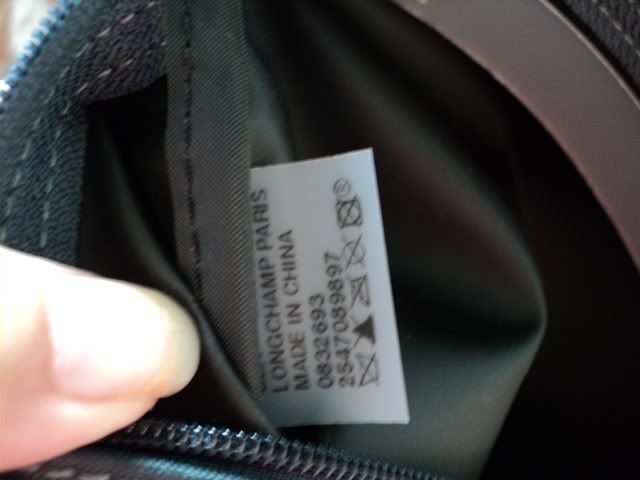 LONGCHAMP PARIS
MADE IN CHINA
0832693
2547089897